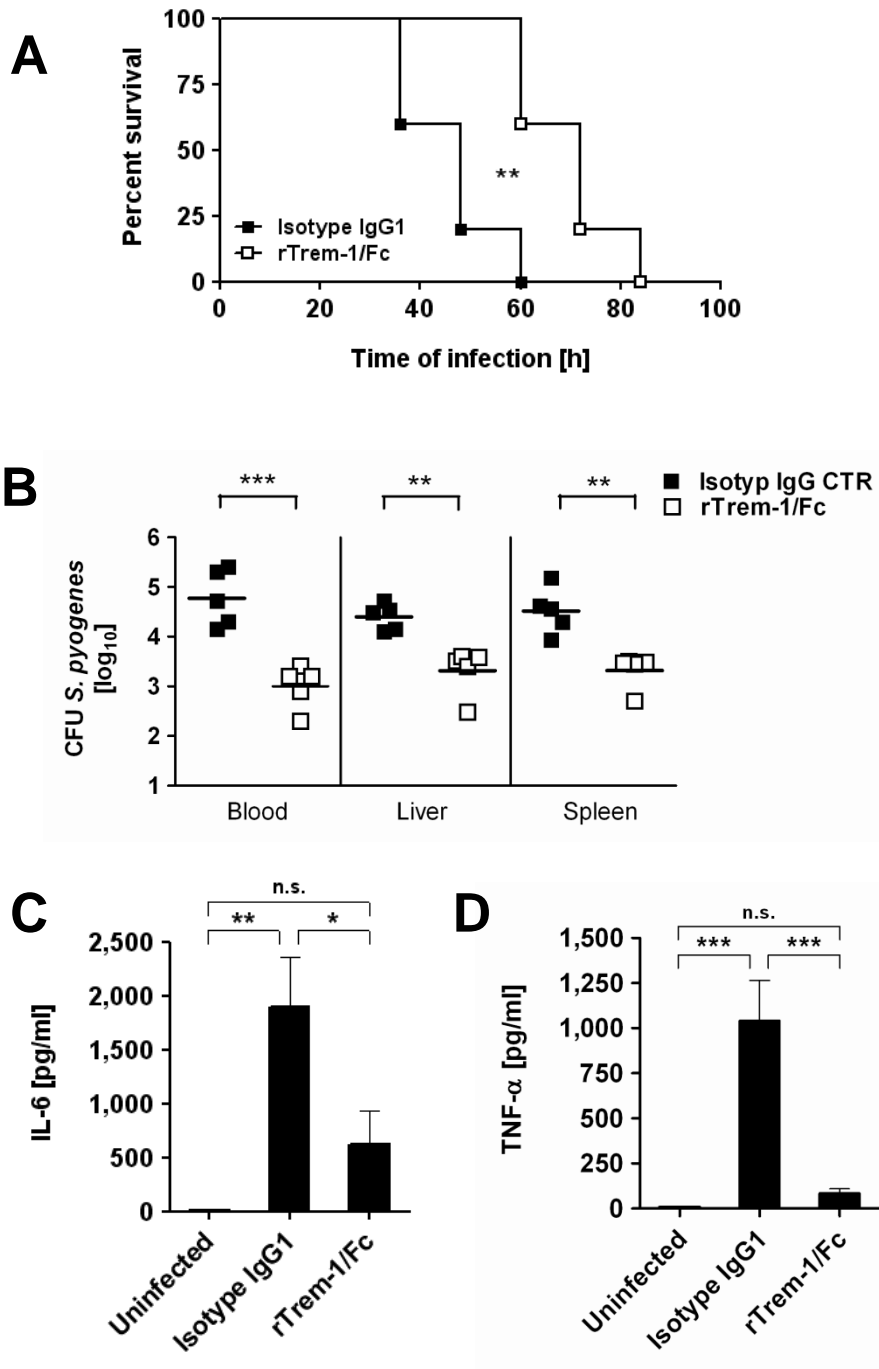 A
100
75
50
25
0
Percent survival
**
Isotype IgG1
rTrem-1/Fc
0 20 40 60 80 100
Time of infection [h]
B
*** ** **
Isotyp IgG CTR
rTrem-1/Fc
6
5
4
3
2
1
CFU S. pyogenes
[log10]
Blood Liver Spleen
C
n.s.
** *
2,500
2,000
1,500
1,000
500
0
IL-6 [pg/ml]
Uninfected
Isotype IgG1
rTrem-1/Fc
D
n.s.
*** ***
1,500
1,250
1,000
750
500
250
0
TNF-α [pg/ml]
Uninfected
Isotype IgG1
rTrem-1/Fc